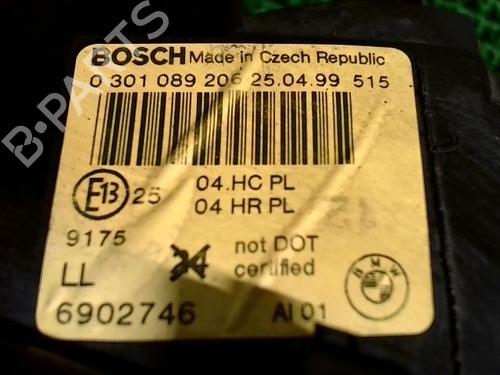 BOSCH Made in Czech Republic
0 301 089 206 25.04.99 515
E13 25
04.HC PL
04 HR PL
9175
LL
24
not DOT
certified
BMW
6902746
AI 01
B-PARTS